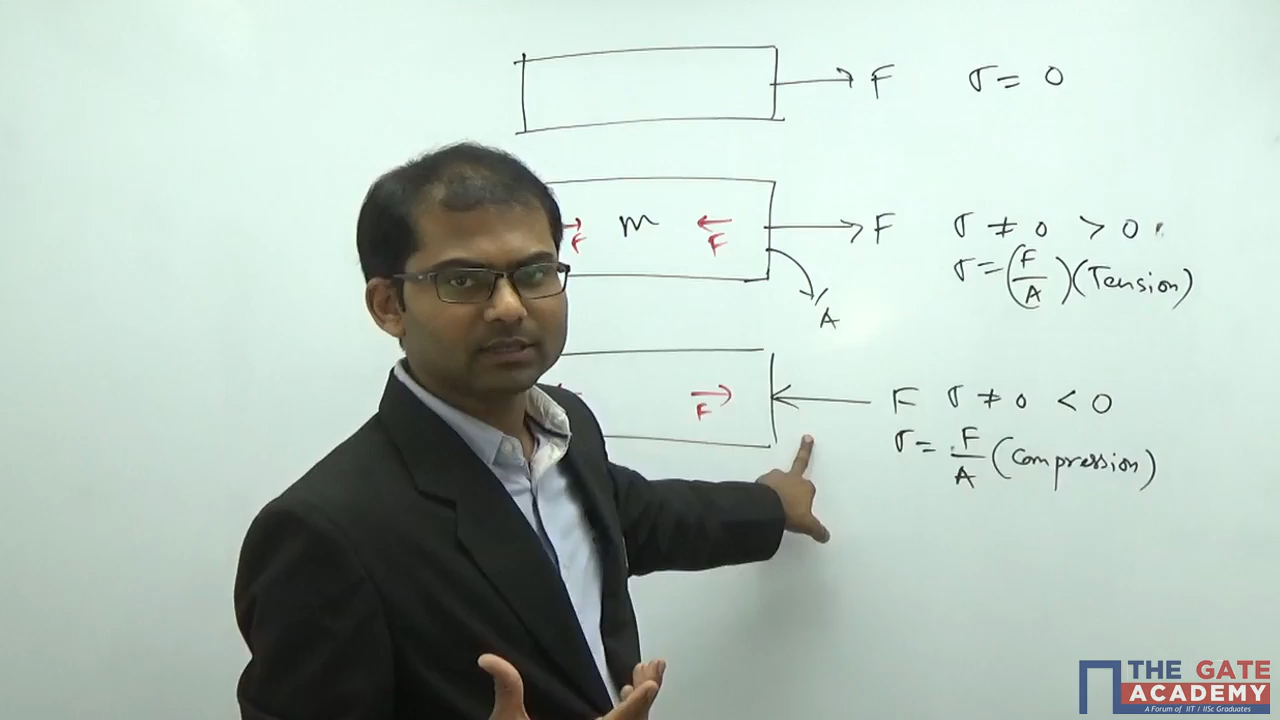 F σ = 0
F m F F σ ≠ 0 > 0
σ = (F/A) (Tension)
A
F F σ ≠ 0 < 0
σ = F/A (Compression)
THE GATE
ACADEMY
A Forum of IIT / IISc Graduates